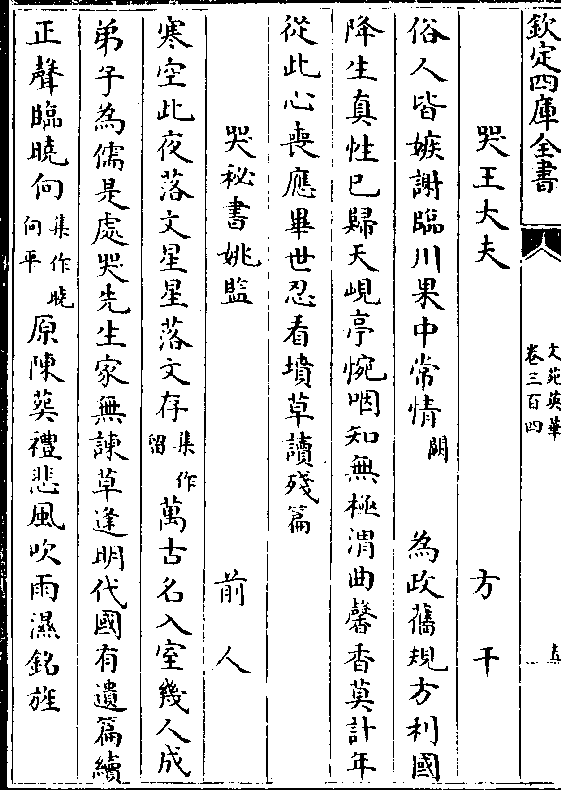 欽定四庫全書
文苑英華
卷三百四
五
哭王大夫
方干
俗人皆嫉謝臨川果中常情闕為政舊規方利國
降生真性已歸天峴亭惋咽知無極渭曲馨香莫計年
從此心喪應畢世忍看墳草讀殘篇
哭秘書姚監
前人
寒空此夜落文星星落文存集作留萬古名入室幾人成
弟子為儒是處哭先生家無諫草逢明代國有遺篇續
正聲臨曉向集作曉向平原陳葬禮悲風吹雨濕銘旌